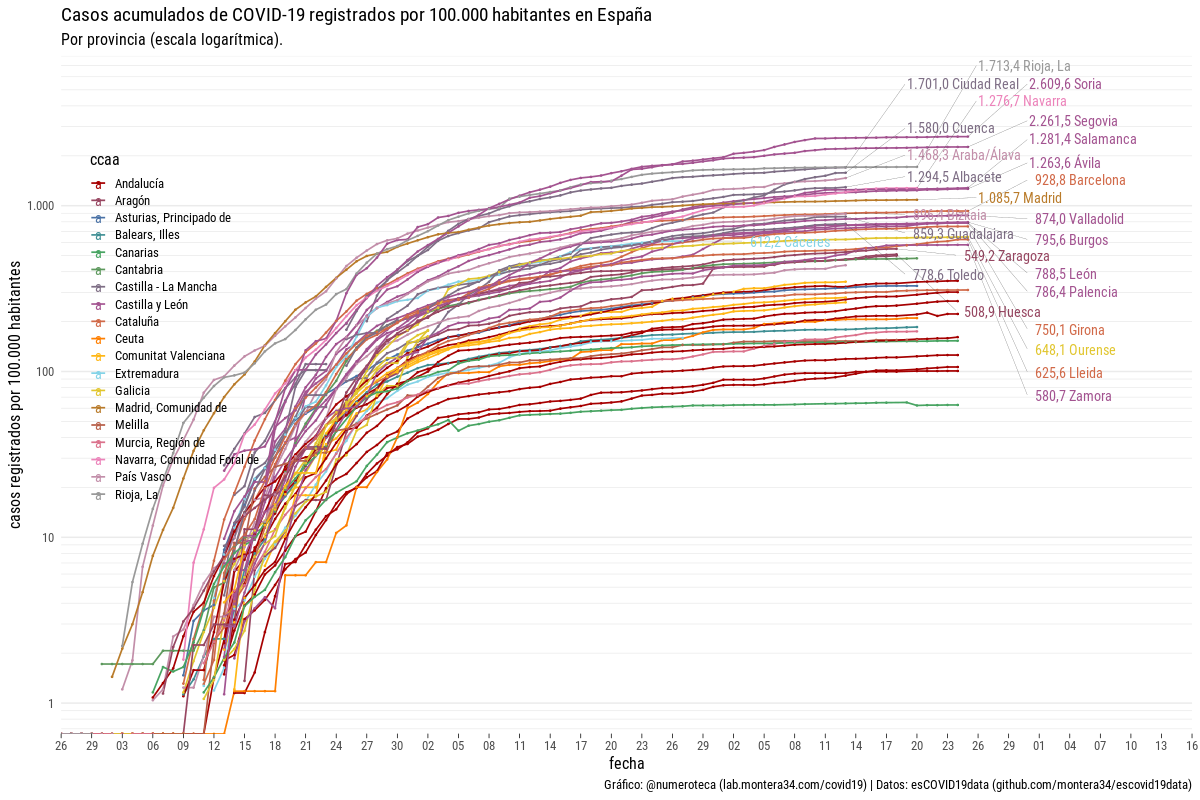 Casos acumulados de COVID-19 registrados por 100.000 habitantes en España
Por provincia (escala logarítmica).
casos registrados por 100.000 habitantes
1.000
100
10
1
ccaa
Andalucía
Aragón
Asturias, Principado de
Balears, Illes
Canarias
Cantabria
Castilla - La Mancha
Castilla y León
Cataluña
Ceuta
Comunitat Valenciana
Extremadura
Galicia
Madrid, Comunidad de
Melilla
Murcia, Región de
Navarra, Comunidad Foral de
País Vasco
Rioja, La
1.713,4 Rioja, La
1.701,0 Ciudad Real
2.609,6 Soria
1.276,7 Navarra
2.261,5 Segovia
1.580,0 Cuenca
1.281,4 Salamanca
1.468,3 Araba/Álava
1.263,6 Ávila
1.294,5 Albacete
928,8 Barcelona
1.085,7 Madrid
Bizkaia
874,0 Valladolid
859,3 Guadalajara
795,6 Burgos
612,2 Cáceres
549,2 Zaragoza
778,6 Toledo
788,5 León
786,4 Palencia
508,9 Huesca
750,1 Girona
648,1 Ourense
625,6 Lleida
580,7 Zamora
26 29 03 06 09 12 15 18 21 24 27 30 02 05 08 11 14 17 20 23 26 29 02 05 08 11 14 17 20 23 26 29 01 04 07 10 13 16
fecha
Gráfico: @numeroteca (lab.montera34.com/covid19) | Datos: esCOVID19data (github.com/montera34/escovid19data)